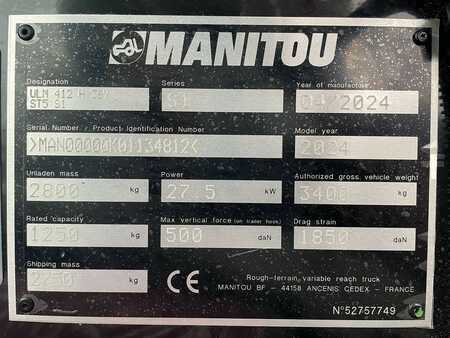 MANITOU
Designation Series Year of manufacture
ULM 412 H
ST5 S1 S1 04/2024
Serial Number / Product Identification Number Model year
>MAN00000K01134812< 2024
Unladen mass Power Authorized gross vehicle weight
2800 kg 27.5 kW 3400 kg
Rated capacity Max vertical force (on trailer hook) Drag strain
1250 kg 500 daN 1850 daN
Shipping mass
2750 kg CE Rough-terrain variable reach truck
MANITOU BF - 44158 ANCENIS CEDEX - FRANCE
N°52757749